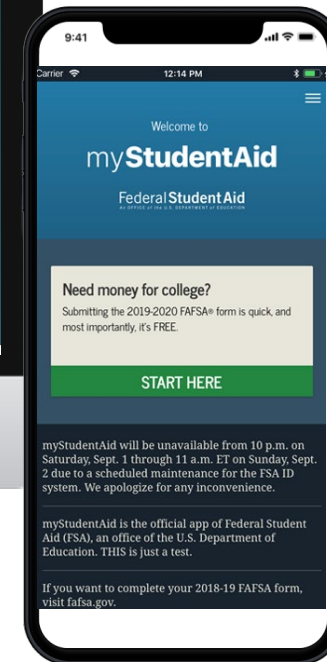 9:41
Carrier 12:14 PM
Welcome to
myStudentAid
Federal Student Aid
An OFFICE of the U.S. DEPARTMENT of EDUCATION
Need money for college?
Submitting the 2019-2020 FAFSA® form is quick, and
most importantly, it's FREE.
START HERE
myStudentAid will be unavailable from 10 p.m. on
Saturday, Sept. 1 through 11 a.m. ET on Sunday, Sept.
2 due to a scheduled maintenance for the FSA ID
system. We apologize for any inconvenience.
myStudentAid is the official app of Federal Student
Aid (FSA), an office of the U.S. Department of
Education. THIS is just a test.
If you want to complete your 2018-19 FAFSA form,
visit fafsa.gov.